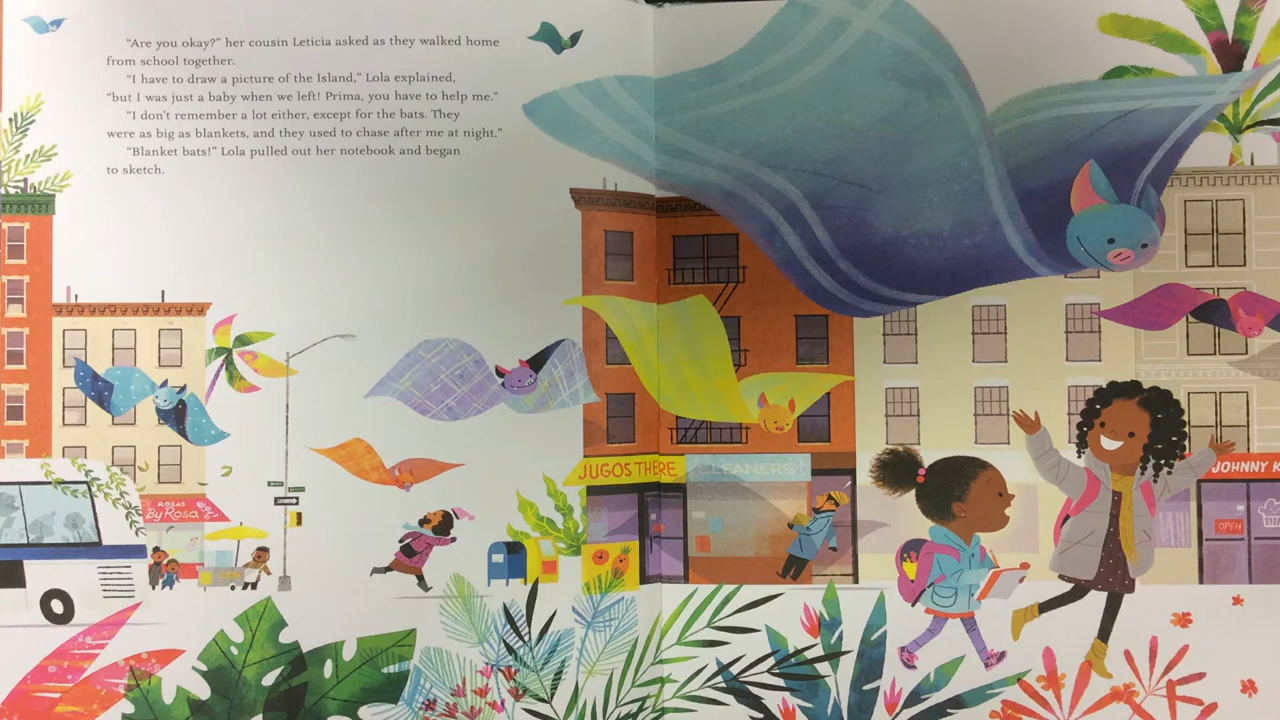 “Are you okay?” her cousin Leticia asked as they walked home
from school together.
“I have to draw a picture of the Island,” Lola explained,
“but I was just a baby when we left! Prima, you have to help me.”
“I don’t remember a lot either, except for the bats. They
were as big as blankets, and they used to chase after me at night.”
“Blanket bats!” Lola pulled out her notebook and began
to sketch.
JUGOS THERE
CLEANERS
JOHNNY K
OPEN
ROSAS
By Rosa